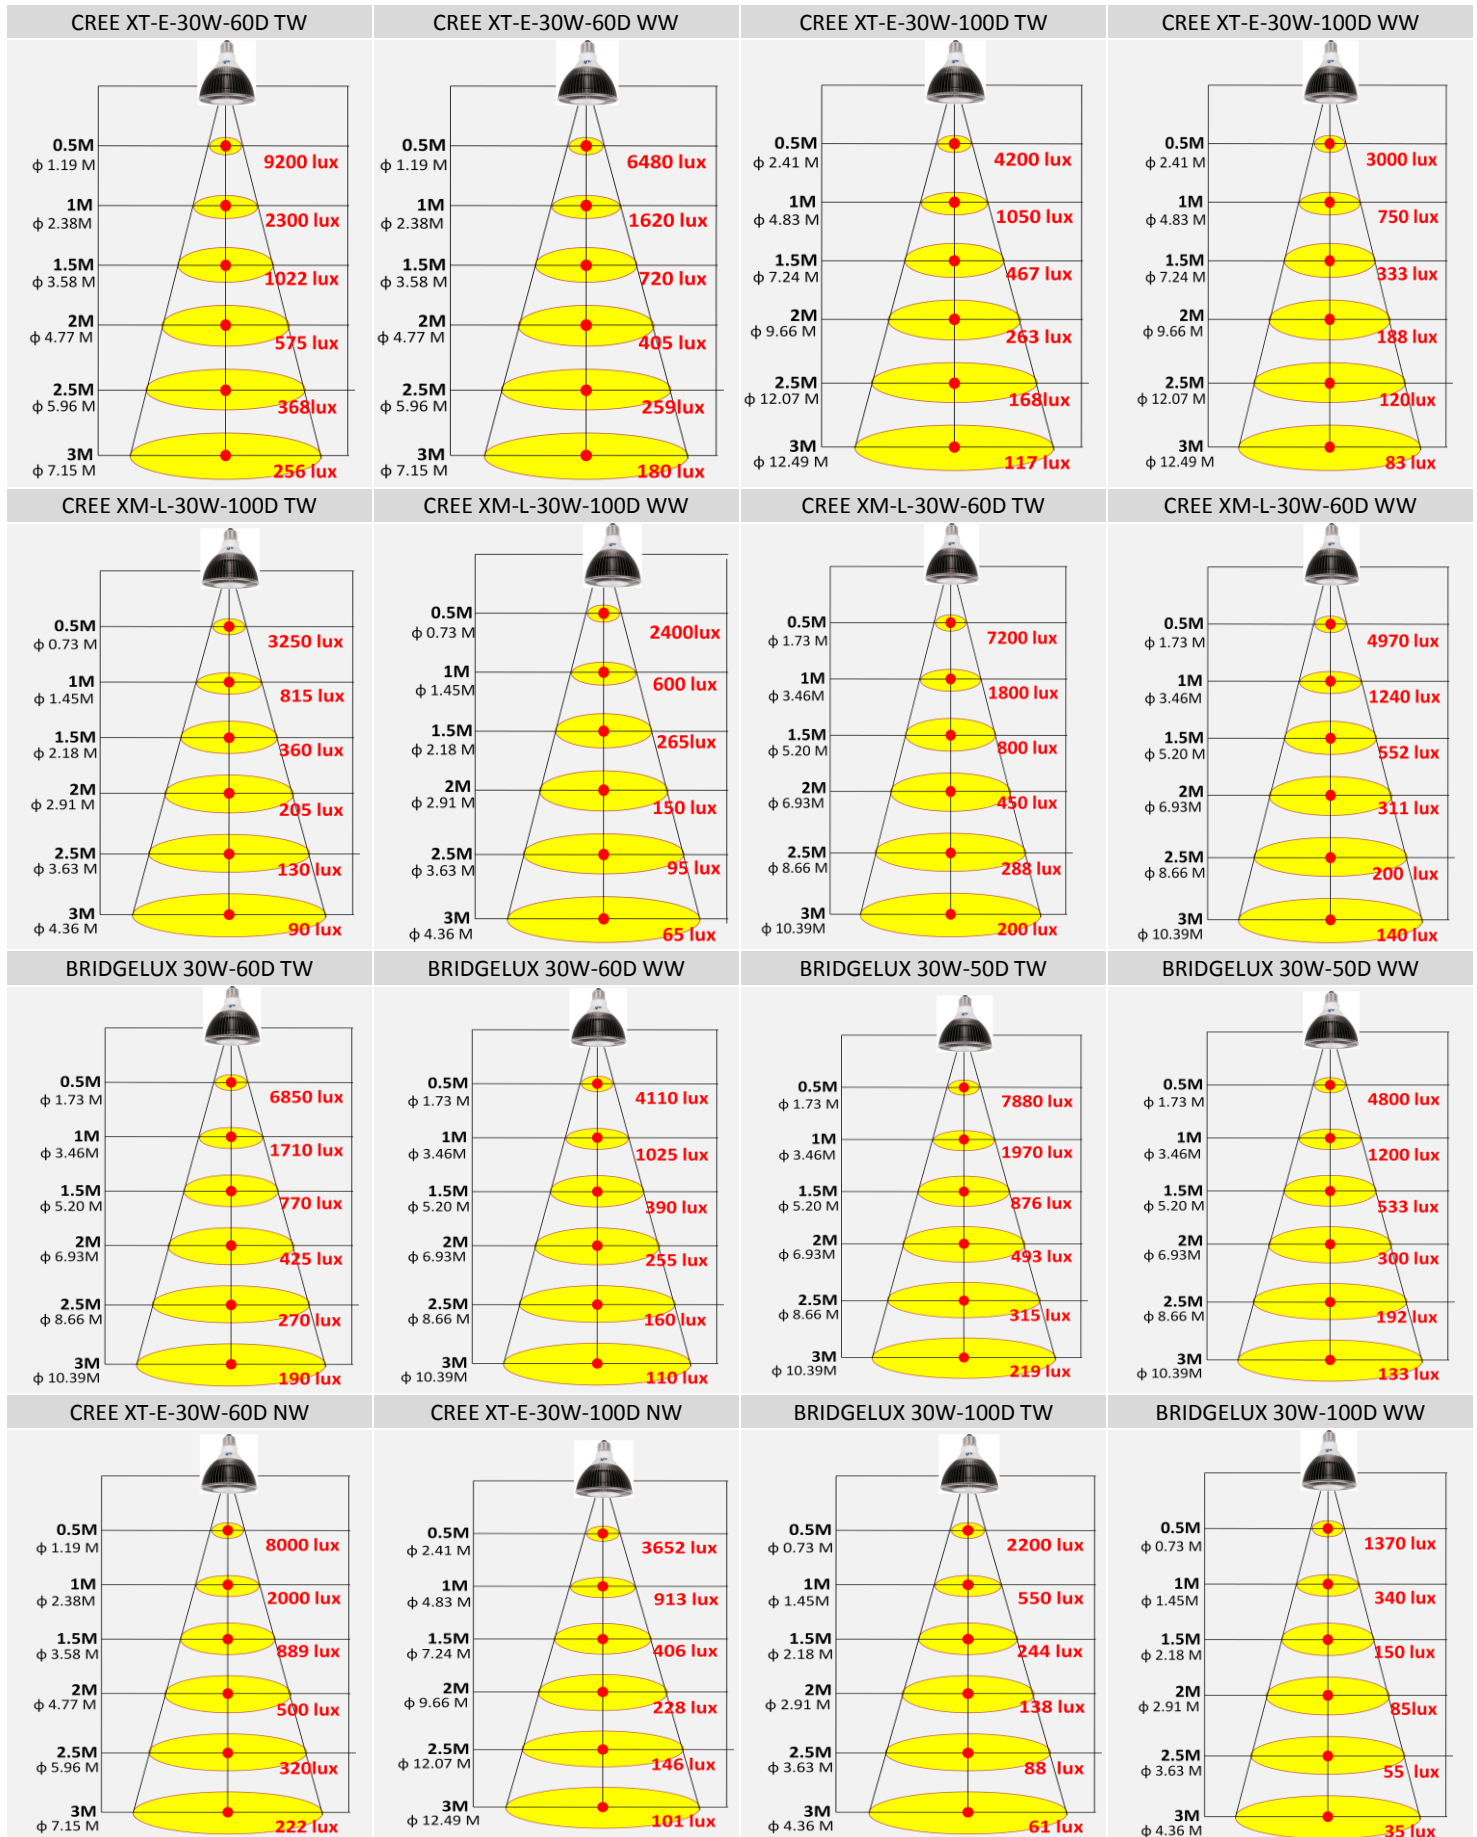 CREE XT-E-30W-60D TW
0.5M
ф 1.19 M
9200 lux
1M
ф 2.38M
2300 lux
1.5M
ф 3.58 M
1022 lux
2M
ф 4.77 M
575 lux
2.5M
ф 5.96 M
368lux
3M
ф 7.15 M
256 lux
CREE XT-E-30W-60D WW
0.5M
ф 1.19 M
6480 lux
1M
ф 2.38M
1620 lux
1.5M
ф 3.58 M
720 lux
2M
ф 4.77 M
405 lux
2.5M
ф 5.96 M
259lux
3M
ф 7.15 M
180 lux
CREE XT-E-30W-100D TW
0.5M
ф 2.41 M
4200 lux
1M
ф 4.83 M
1050 lux
1.5M
ф 7.24 M
467 lux
2M
ф 9.66 M
263 lux
2.5M
ф 12.07 M
168lux
3M
ф 12.49 M
117 lux
CREE XT-E-30W-100D WW
0.5M
ф 2.41 M
3000 lux
1M
ф 4.83 M
750 lux
1.5M
ф 7.24 M
333 lux
2M
ф 9.66 M
188 lux
2.5M
ф 12.07 M
120lux
3M
ф 12.49 M
83 lux
CREE XM-L-30W-100D TW
0.5M
ф 0.73 M
3250 lux
1M
ф 1.45M
815 lux
1.5M
ф 2.18 M
360 lux
2M
ф 2.91 M
205 lux
2.5M
ф 3.63 M
130 lux
3M
ф 4.36 M
90 lux
CREE XM-L-30W-100D WW
0.5M
ф 0.73 M
2400lux
1M
ф 1.45M
600 lux
1.5M
ф 2.18 M
265lux
2M
ф 2.91 M
150 lux
2.5M
ф 3.63 M
95 lux
3M
ф 4.36 M
65 lux
CREE XM-L-30W-60D TW
0.5M
ф 1.73 M
7200 lux
1M
ф 3.46M
1800 lux
1.5M
ф 5.20 M
800 lux
2M
ф 6.93M
450 lux
2.5M
ф 8.66 M
288 lux
3M
ф 10.39M
200 lux
CREE XM-L-30W-60D WW
0.5M
ф 1.73 M
4970 lux
1M
ф 3.46M
1240 lux
1.5M
ф 5.20 M
552 lux
2M
ф 6.93M
311 lux
2.5M
ф 8.66 M
200 lux
3M
ф 10.39M
140 lux
BRIDGELUX 30W-60D TW
0.5M
ф 1.73 M
6850 lux
1M
ф 3.46M
1710 lux
1.5M
ф 5.20 M
770 lux
2M
ф 6.93M
425 lux
2.5M
ф 8.66 M
270 lux
3M
ф 10.39M
190 lux
BRIDGELUX 30W-60D WW
0.5M
ф 1.73 M
4110 lux
1M
ф 3.46M
1025 lux
1.5M
ф 5.20 M
390 lux
2M
ф 6.93M
255 lux
2.5M
ф 8.66 M
160 lux
3M
ф 10.39M
110 lux
BRIDGELUX 30W-50D TW
0.5M
ф 1.73 M
7880 lux
1M
ф 3.46M
1970 lux
1.5M
ф 5.20 M
876 lux
2M
ф 6.93M
493 lux
2.5M
ф 8.66 M
315 lux
3M
ф 10.39M
219 lux
BRIDGELUX 30W-50D WW
0.5M
ф 1.73 M
4800 lux
1M
ф 3.46M
1200 lux
1.5M
ф 5.20 M
533 lux
2M
ф 6.93M
300 lux
2.5M
ф 8.66 M
192 lux
3M
ф 10.39M
133 lux
CREE XT-E-30W-60D NW
0.5M
ф 1.19 M
8000 lux
1M
ф 2.38M
2000 lux
1.5M
ф 3.58 M
889 lux
2M
ф 4.77 M
500 lux
2.5M
ф 5.96 M
320lux
3M
ф 7.15 M
222 lux
CREE XT-E-30W-100D NW
0.5M
ф 2.41 M
3652 lux
1M
ф 4.83 M
913 lux
1.5M
ф 7.24 M
406 lux
2M
ф 9.66 M
228 lux
2.5M
ф 12.07 M
146 lux
3M
ф 12.49 M
101 lux
BRIDGELUX 30W-100D TW
0.5M
ф 0.73 M
2200 lux
1M
ф 1.45M
550 lux
1.5M
ф 2.18 M
244 lux
2M
ф 2.91 M
138 lux
2.5M
ф 3.63 M
88 lux
3M
ф 4.36 M
61 lux
BRIDGELUX 30W-100D WW
0.5M
ф 0.73 M
1370 lux
1M
ф 1.45M
340 lux
1.5M
ф 2.18 M
150 lux
2M
ф 2.91 M
85lux
2.5M
ф 3.63 M
55 lux
3M
ф 4.36 M
35 lux